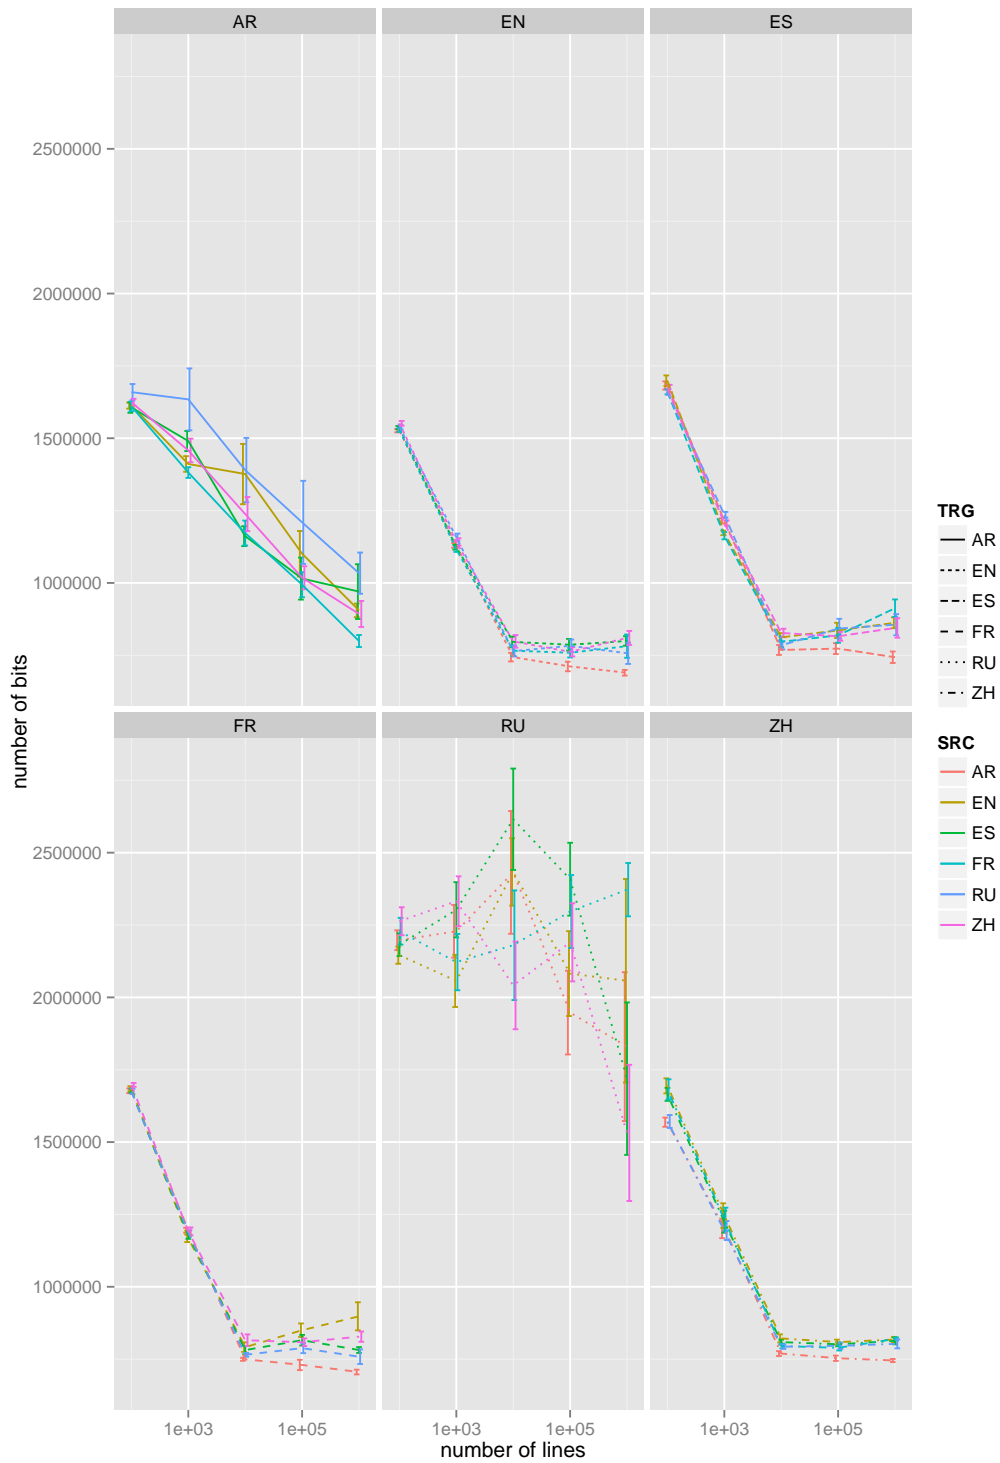 AR
EN
ES
2500000
2000000
1500000
1000000
number of bits
FR
RU
ZH
2500000
2000000
1500000
1000000
1e+03
1e+05
1e+03
1e+05
1e+03
1e+05
number of lines
TRG
AR
EN
ES
FR
RU
ZH
SRC
AR
EN
ES
FR
RU
ZH